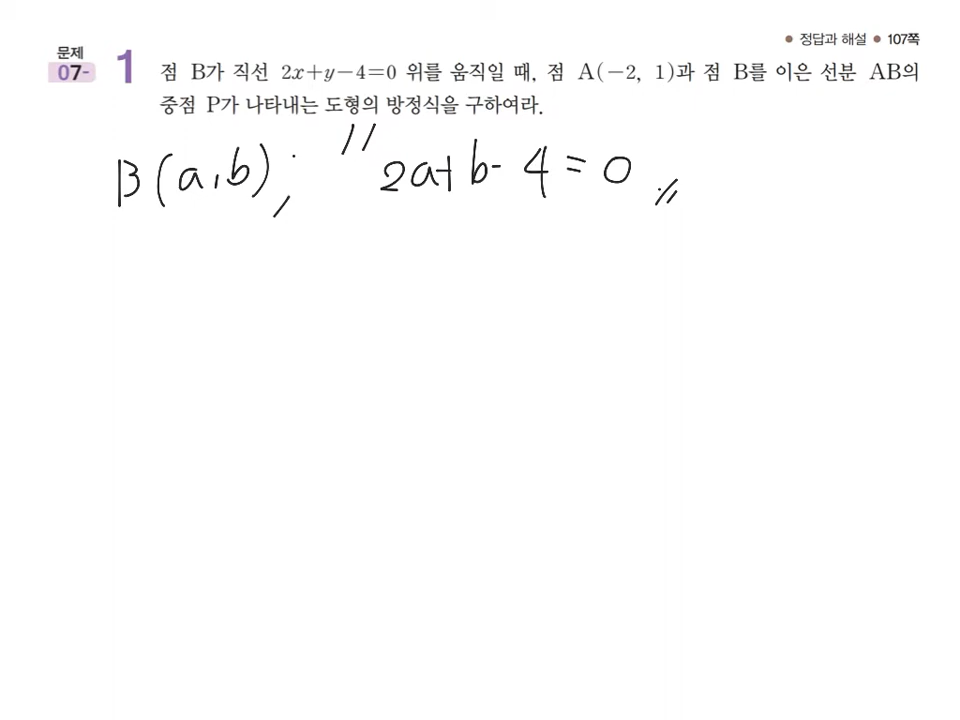 ● 정답과 해설 ● 107쪽
문제
07- 1 점 B가 직선 2x+y−4=0 위를 움직일 때, 점 A(−2, 1)과 점 B를 이은 선분 AB의
중점 P가 나타내는 도형의 방정식을 구하여라.
B(a,b), 2a+b-4=0